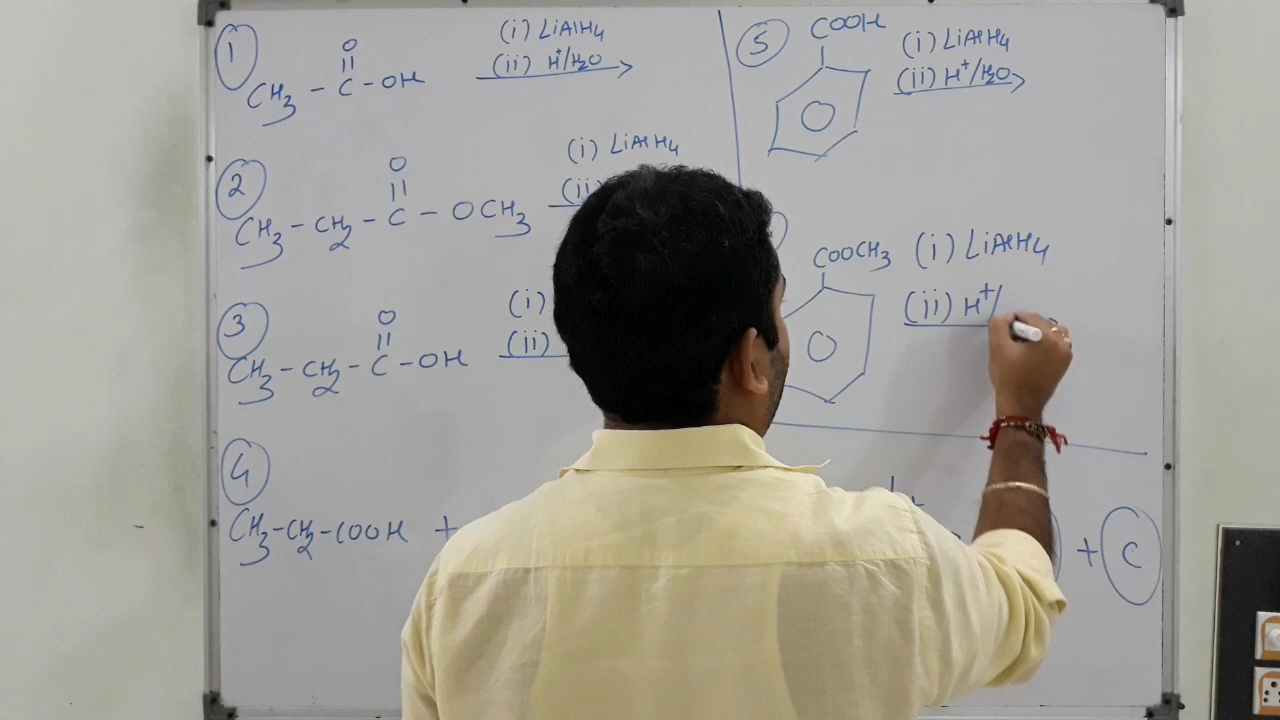 1
O
||
CH3 - C - OH
(i) LiAlH4
(ii) H+/H2O
2
O
||
CH3 - CH2 - C - OCH3
(i) LiAlH4
(ii)
3
O
||
CH3 - CH2 - C - OH
(i)
(ii)
4
CH3-CH2-COOH +
5
COOH
(i) LiAlH4
(ii) H+/H2O
COOCH3
(i) LiAlH4
(ii) H+/
+ C